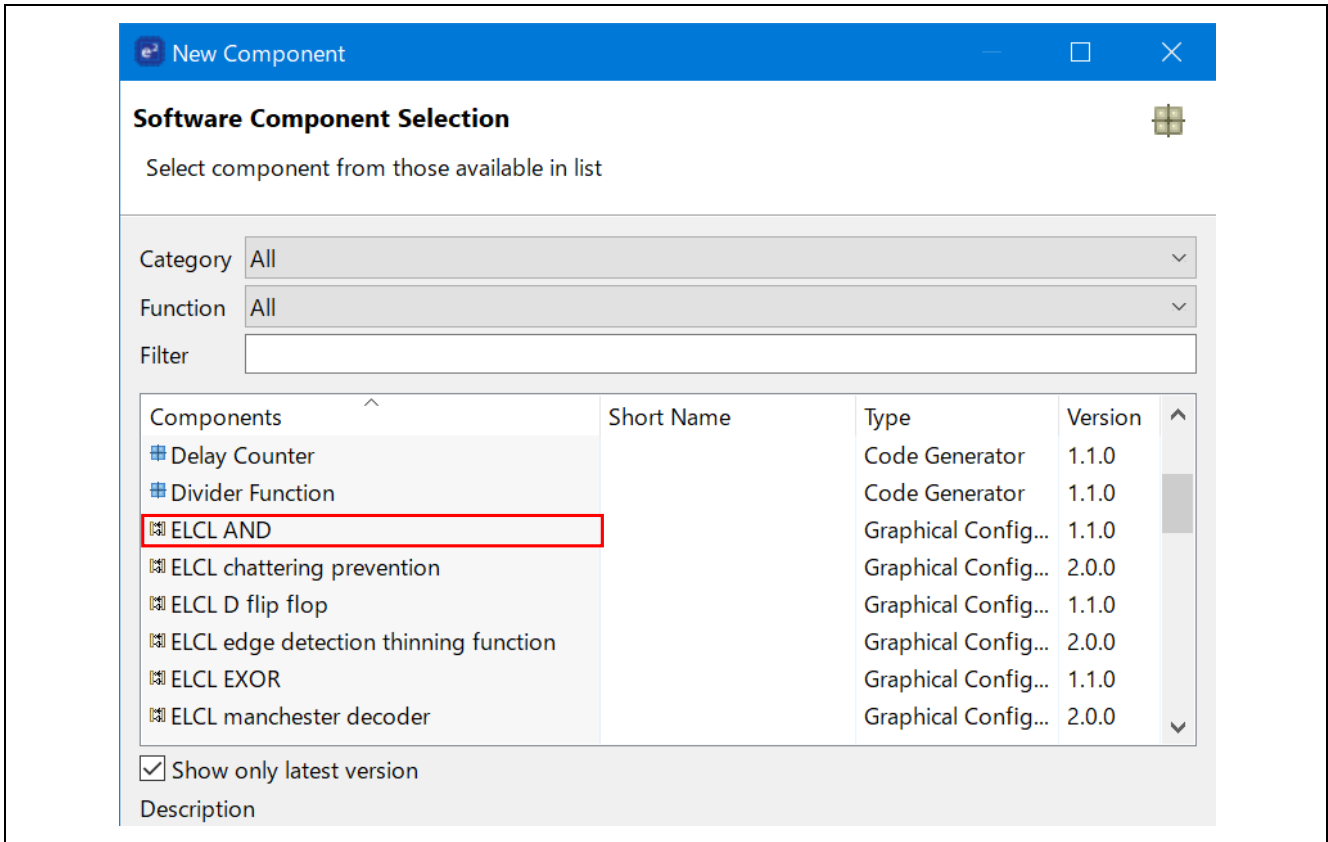 e² New Component
Software Component Selection
Select component from those available in list
Category All
Function All
Filter
Components Short Name Type Version
Delay Counter Code Generator 1.1.0
Divider Function Code Generator 1.1.0
ELCL AND Graphical Config... 1.1.0
ELCL chattering prevention Graphical Config... 2.0.0
ELCL D flip flop Graphical Config... 1.1.0
ELCL edge detection thinning function Graphical Config... 2.0.0
ELCL EXOR Graphical Config... 1.1.0
ELCL manchester decoder Graphical Config... 2.0.0
Show only latest version
Description